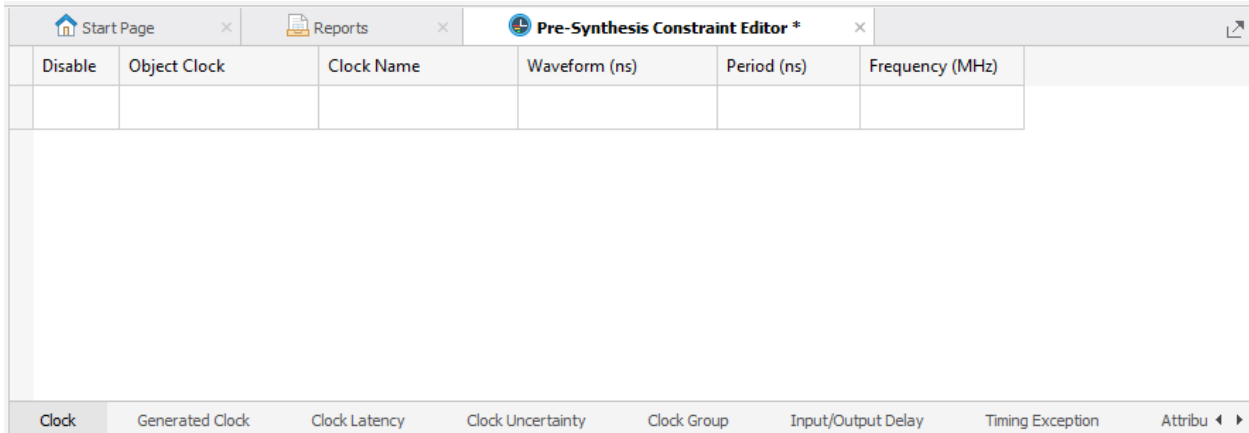 Start Page Reports Pre-Synthesis Constraint Editor *
Disable Object Clock Clock Name Waveform (ns) Period (ns) Frequency (MHz)
Clock Generated Clock Clock Latency Clock Uncertainty Clock Group Input/Output Delay Timing Exception Attribu